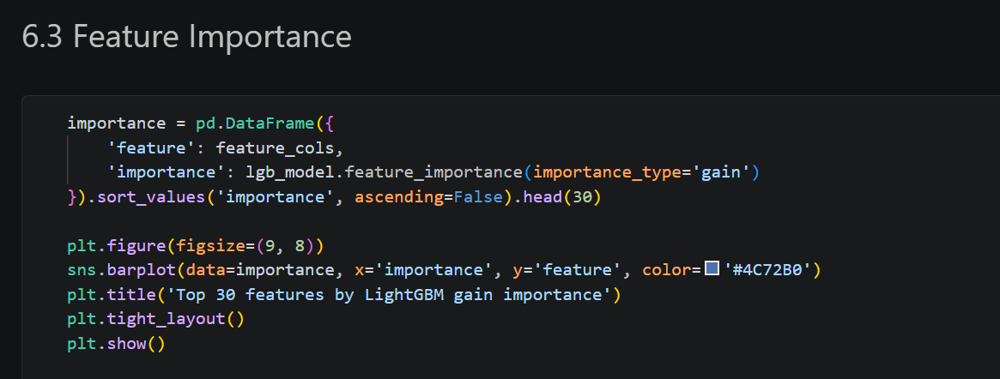 6.3 Feature Importance
importance = pd.DataFrame({
    'feature': feature_cols,
    'importance': lgb_model.feature_importance(importance_type='gain')
}).sort_values('importance', ascending=False).head(30)
plt.figure(figsize=(9, 8))
sns.barplot(data=importance, x='importance', y='feature', color='#4C72B0')
plt.title('Top 30 features by LightGBM gain importance')
plt.tight_layout()
plt.show()